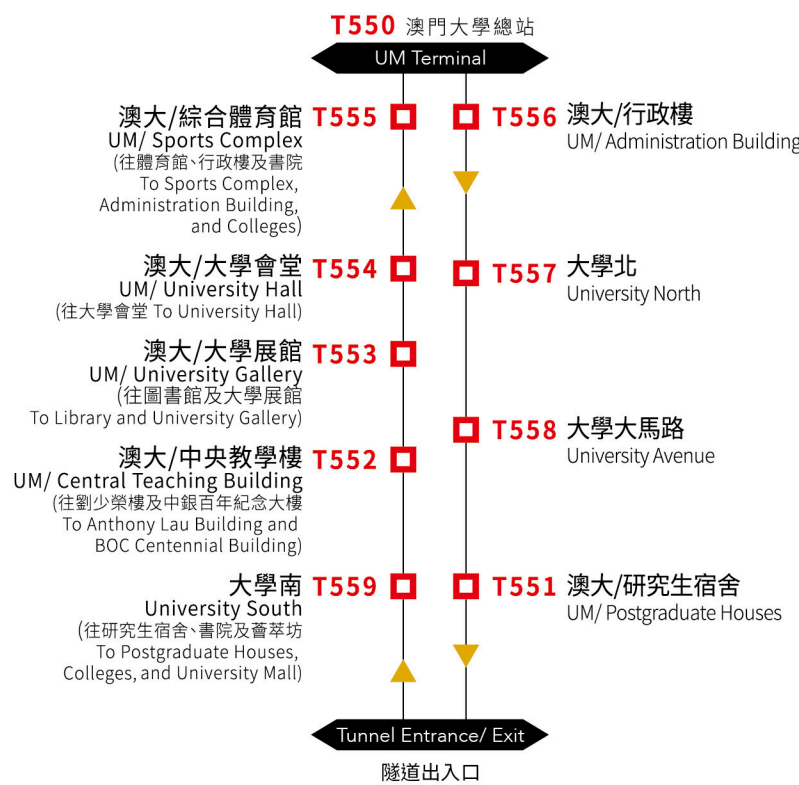 T550 澳門大學總站
UM Terminal
澳大/綜合體育館 T555
UM/ Sports Complex
(往體育館、行政樓及書院
To Sports Complex,
Administration Building,
and Colleges)
澳大/大學會堂 T554
UM/ University Hall
(往大學會堂 To University Hall)
澳大/大學展館 T553
UM/ University Gallery
(往圖書館及大學展館
To Library and University Gallery)
澳大/中央教學樓 T552
UM/ Central Teaching Building
(往劉少榮樓及中銀百年紀念大樓
To Anthony Lau Building and
BOC Centennial Building)
大學南 T559
University South
(往研究生宿舍、書院及薈萃坊
To Postgraduate Houses,
Colleges, and University Mall)
T556 澳大/行政樓
UM/ Administration Building
T557 大學北
University North
T558 大學大馬路
University Avenue
T551 澳大/研究生宿舍
UM/ Postgraduate Houses
Tunnel Entrance/ Exit
隧道出入口